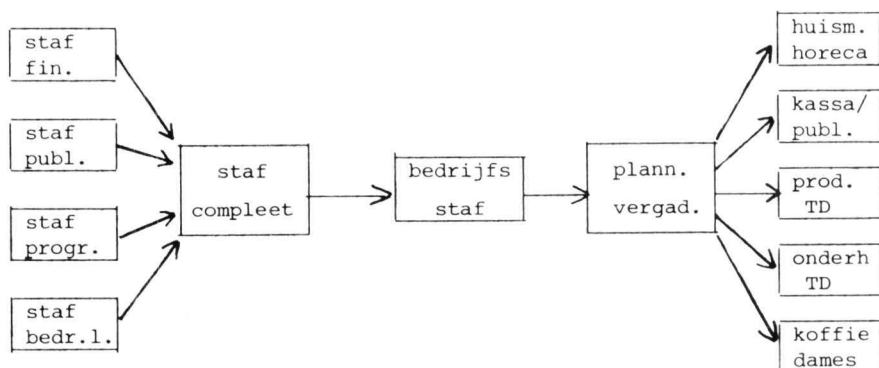 staf
fin.
staf
publ.
staf
progr.
staf
bedr.l.
staf
compleet
bedrijfs
staf
plann.
vergad.
huism.
horeca
kassa/
publ.
prod.
TD
onderh
TD
koffie
dames